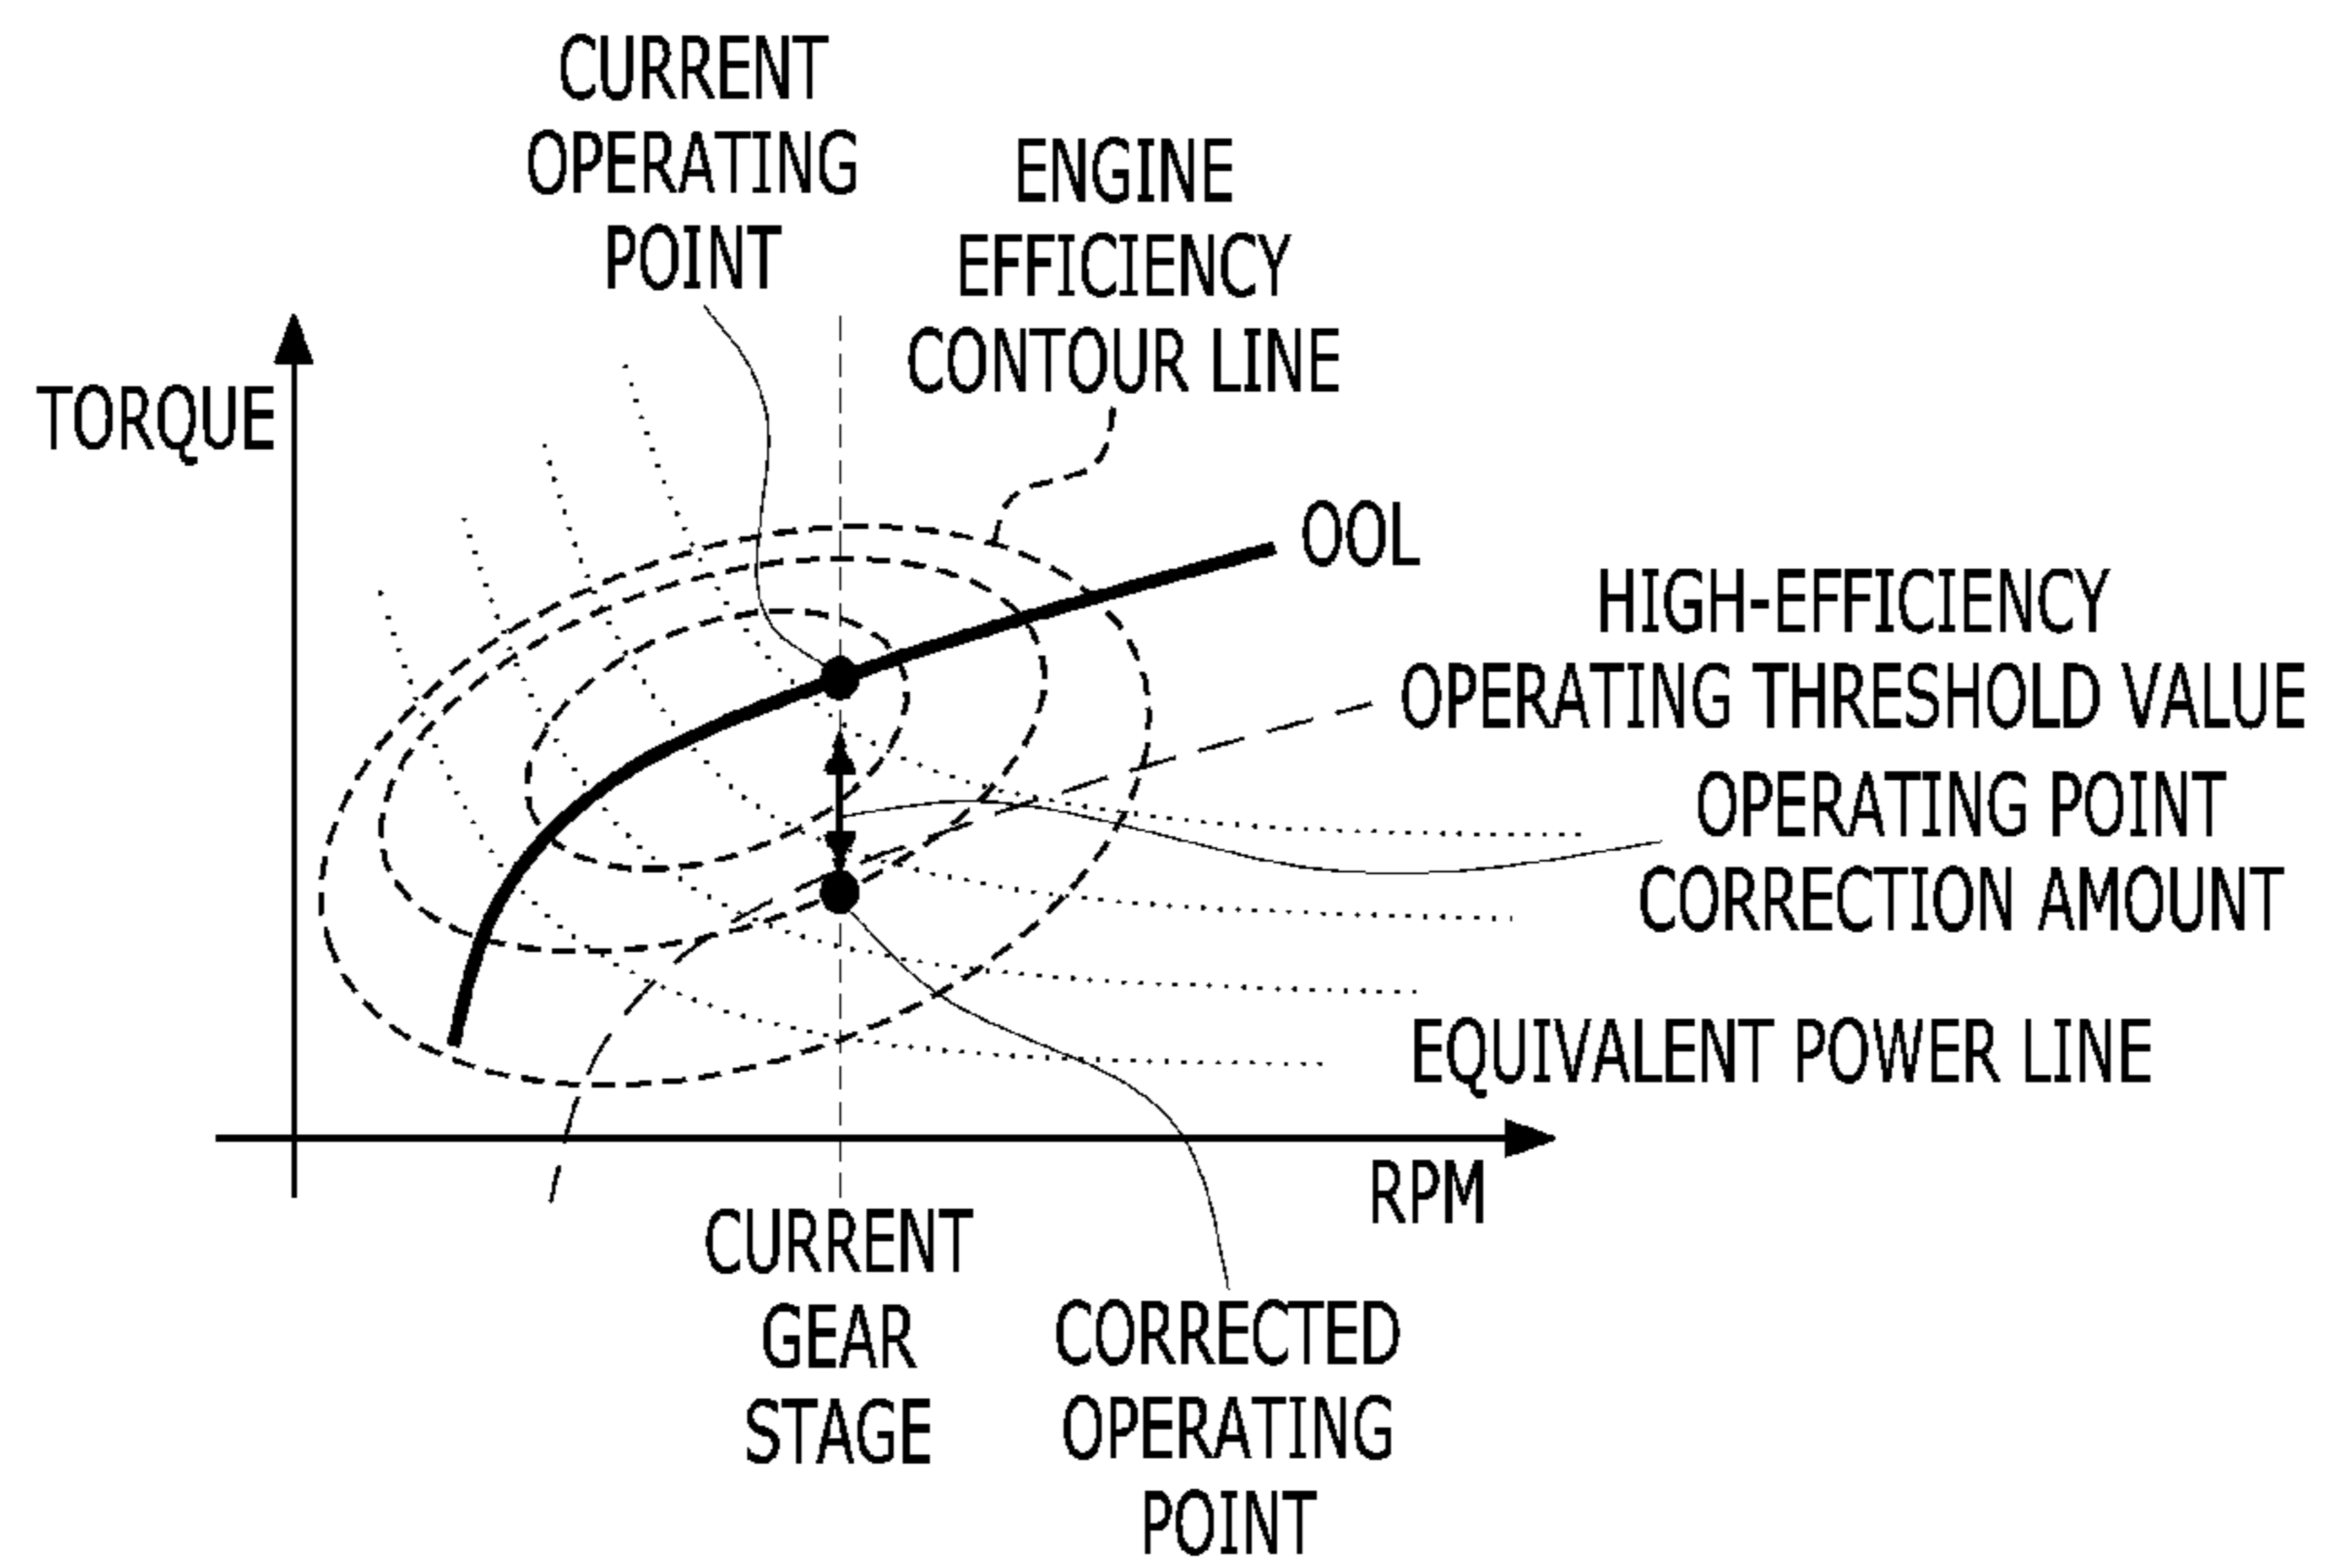 CURRENT
OPERATING
POINT
ENGINE
EFFICIENCY
CONTOUR LINE
TORQUE
OOL
HIGH-EFFICIENCY
OPERATING THRESHOLD VALUE
OPERATING POINT
CORRECTION AMOUNT
EQUIVALENT POWER LINE
RPM
CURRENT
GEAR
STAGE
CORRECTED
OPERATING
POINT